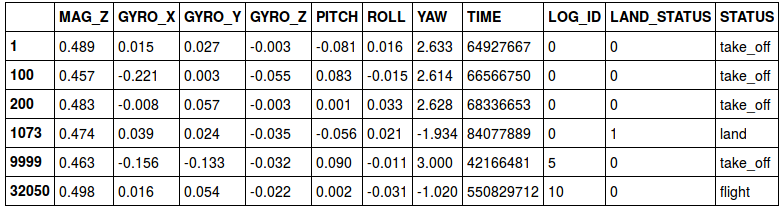 MAG_Z GYRO_X GYRO_Y GYRO_Z PITCH ROLL YAW TIME LOG_ID LAND_STATUS STATUS
1 0.489 0.015 0.027 -0.003 -0.081 0.016 2.633 64927667 0 0 take_off
100 0.457 -0.221 0.003 -0.055 0.083 -0.015 2.614 66566750 0 0 take_off
200 0.483 -0.008 0.057 -0.003 0.001 0.033 2.628 68336653 0 0 take_off
1073 0.474 0.039 0.024 -0.035 -0.056 0.021 -1.934 84077889 0 1 land
9999 0.463 -0.156 -0.133 -0.032 0.090 -0.011 3.000 42166481 5 0 take_off
32050 0.498 0.016 0.054 -0.022 0.002 -0.031 -1.020 550829712 10 0 flight